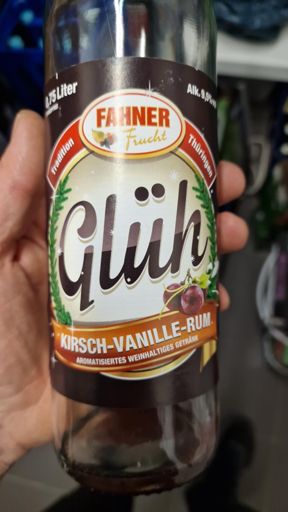 0,75 Liter
Alk. 9,0% vol
FAHNER
Frucht
Tradition
Thüringen
Glüh
KIRSCH-VANILLE-RUM
AROMATISIERTES WEINHALTIGES GETRÄNK